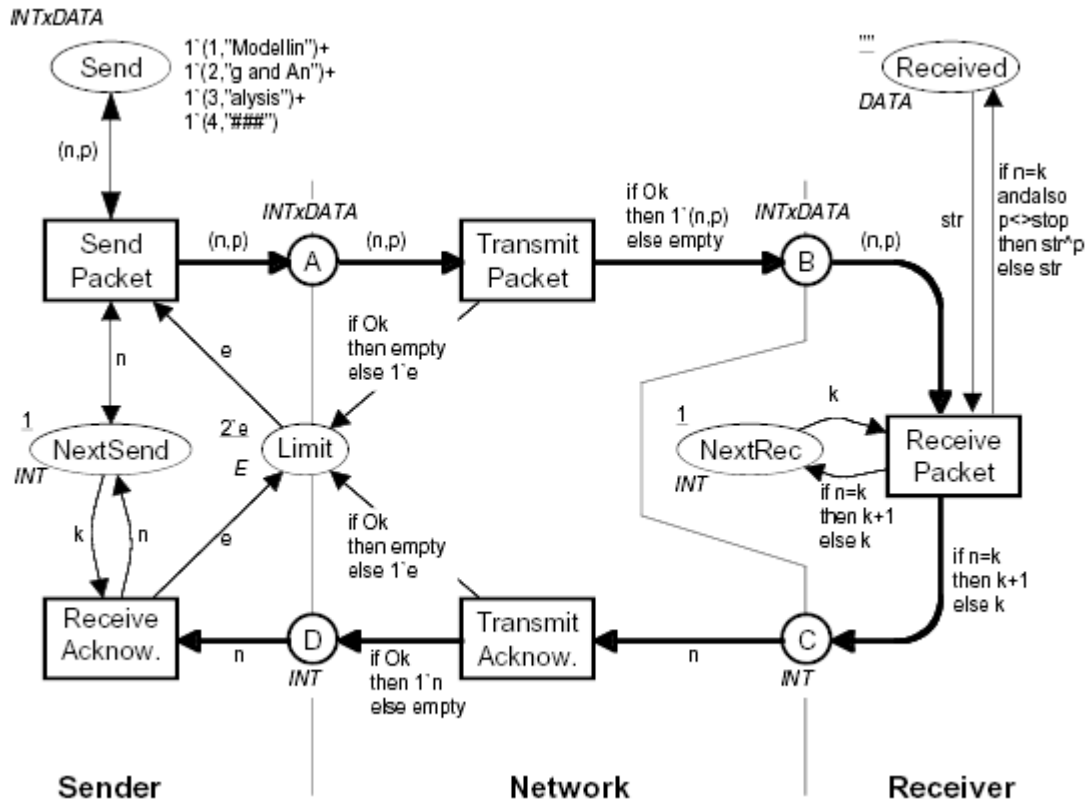 INTxDATA
Send
1`(1,"Modellin")+
1`(2,"g and An")+
1`(3,"alysis")+
1`(4,"###")
""
Received
DATA
(n,p)
str
if n=k
andalso
p<>stop
then str^p
else str
Send
Packet
(n,p)
INTxDATA
A
(n,p)
Transmit
Packet
if Ok
then 1`(n,p)
else empty
INTxDATA
B
(n,p)
n
e
if Ok
then empty
else 1`e
1
NextSend
INT
2`e
Limit
E
1
NextRec
INT
k
if n=k
then k+1
else k
Receive
Packet
k
n
e
if Ok
then empty
else 1`e
if n=k
then k+1
else k
Receive
Acknow.
n
D
INT
if Ok
then 1`n
else empty
Transmit
Acknow.
n
C
INT
Sender
Network
Receiver